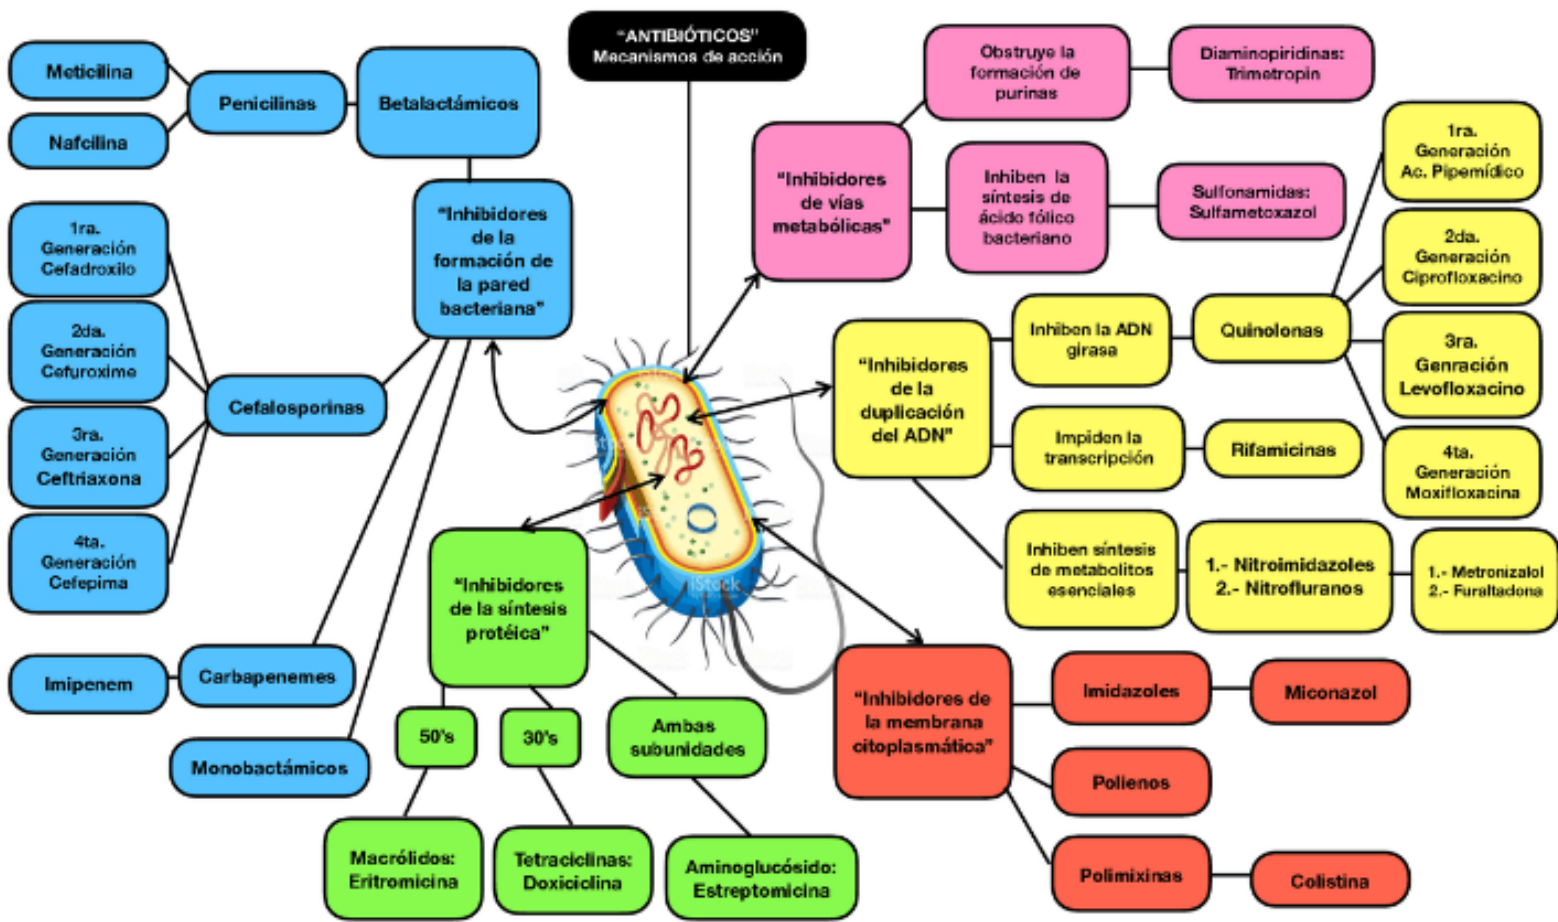 “ANTIBIÓTICOS”
Mecanismos de acción
Meticilina
Nafcilina
Penicilinas
Betalactámicos
“Inhibidores
de la
formación de
la pared
bacteriana”
1ra.
Generación
Cefadroxilo
2da.
Generación
Cefuroxime
3ra.
Generación
Ceftriaxona
4ta.
Generación
Cefepima
Cefalosporinas
Imipenem
Carbapenemes
Monobactámicos
“Inhibidores
de la síntesis
protéica”
50's
30's
Ambas
subunidades
Macrólidos:
Eritromicina
Tetraciclinas:
Doxiciclina
Aminoglucósido:
Estreptomicina
“Inhibidores
de vías
metabólicas”
Obstruye la
formación de
purinas
Diaminopiridinas:
Trimetropin
Inhiben la
síntesis de
ácido fólico
bacteriano
Sulfonamidas:
Sulfametoxazol
“Inhibidores
de la
duplicación
del ADN”
Inhiben la ADN
girasa
Quinolonas
1ra.
Generación
Ac. Pipemídico
2da.
Generación
Ciprofloxacino
3ra.
Genración
Levofloxacino
4ta.
Generación
Moxifloxacina
Impiden la
transcripción
Rifamicinas
Inhiben síntesis
de metabolitos
esenciales
1.- Nitroimidazoles
2.- Nitrofluranos
1.- Metronizalol
2.- Furaltadona
“Inhibidores de
la membrana
citoplasmática”
Imidazoles
Miconazol
Polienos
Polimixinas
Colistina
iStock